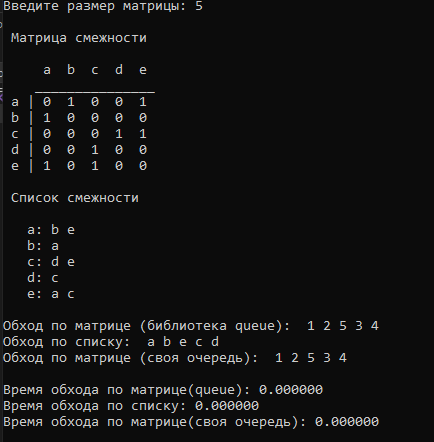 Введите размер матрицы: 5
Матрица смежности
a b c d e
_______________
a | 0 1 0 0 1
b | 1 0 0 0 0
c | 0 0 0 1 1
d | 0 0 1 0 0
e | 1 0 1 0 0
Список смежности
a: b e
b: a
c: d e
d: c
e: a c
Обход по матрице (библиотека queue): 1 2 5 3 4
Обход по списку: a b e c d
Обход по матрице (своя очередь): 1 2 5 3 4
Время обхода по матрице(queue): 0.000000
Время обхода по списку: 0.000000
Время обхода по матрице(своя очередь): 0.000000